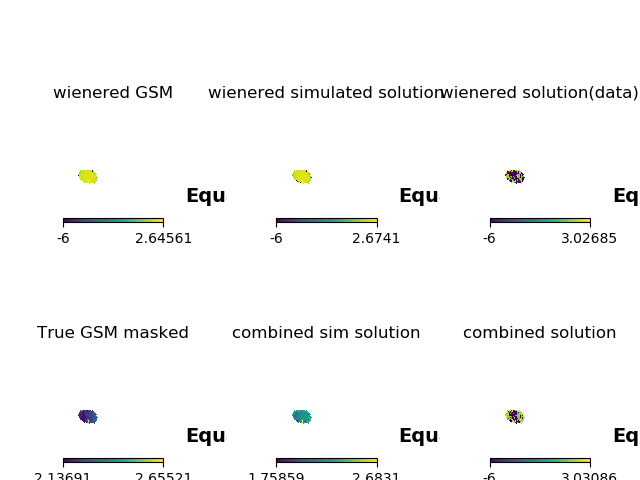 wienered GSM wienered simulated solution wienered solution(data)
Equ Equ Eq
-6 2.64561 -6 2.6741 -6 3.02685
True GSM masked combined sim solution combined solution
Equ Equ Eq
2.13691 2.65521 1.75859 2.6831 -6 3.03086